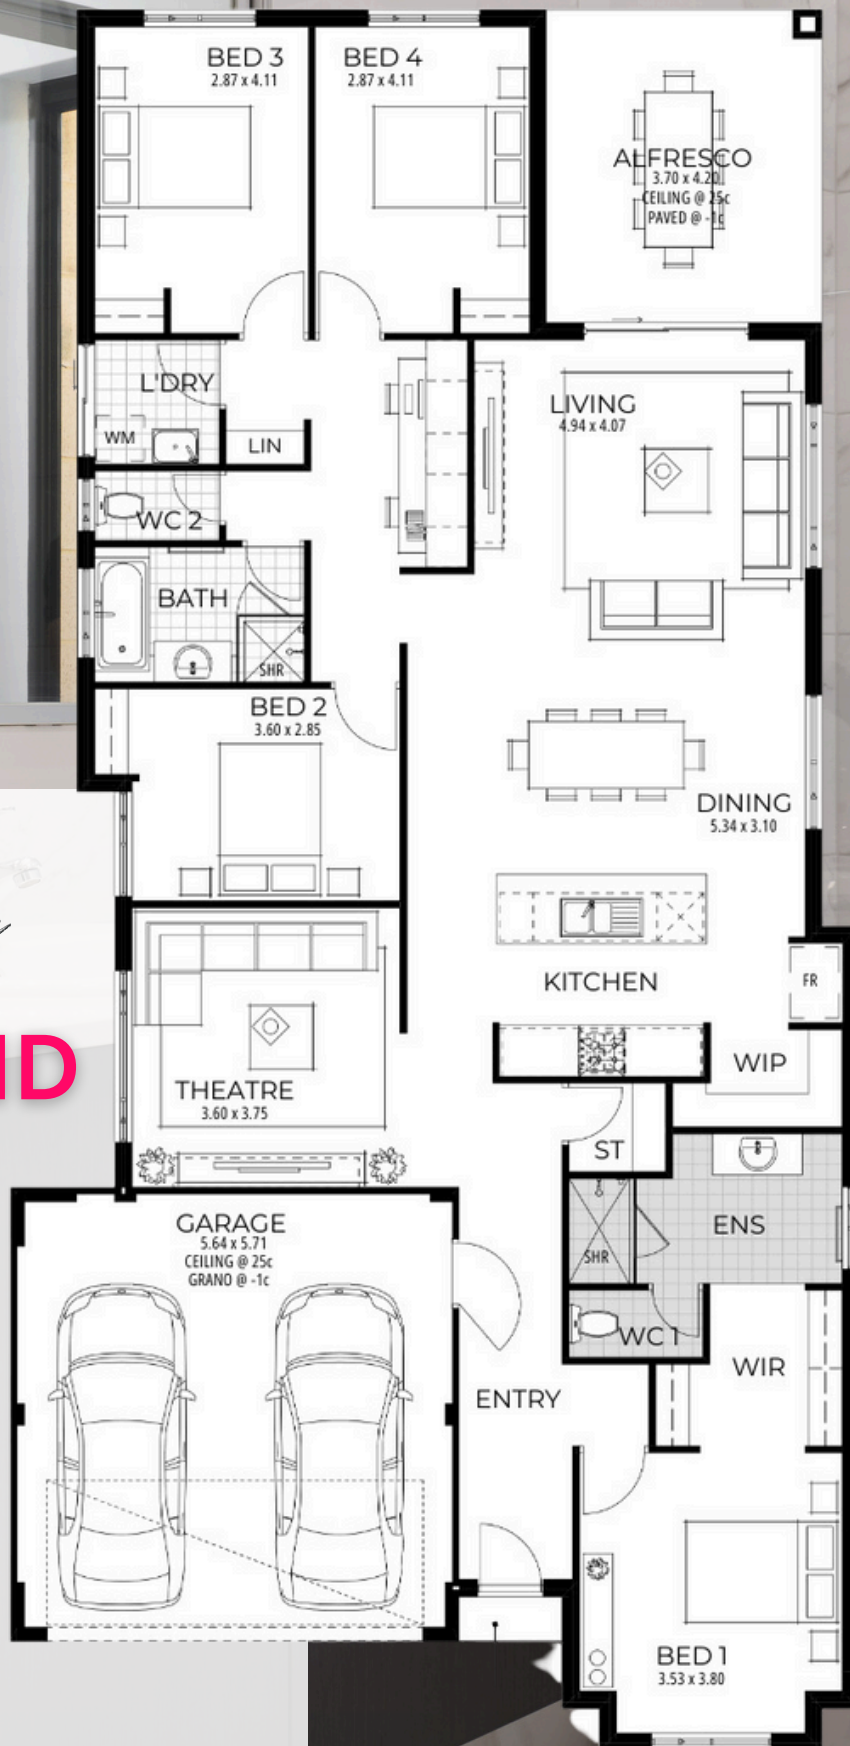 BED 3
2.87 x 4.11
BED 4
2.87 x 4.11
ALFRESCO
3.70 x 4.20
CEILING @ 25c
PAVED @ -1c
L'DRY
WM
LIN
LIVING
4.94 x 4.07
WC 2
BATH
SHR
BED 2
3.60 x 2.85
DINING
5.34 x 3.10
KITCHEN
FR
ND
WIP
THEATRE
3.60 x 3.75
ST
GARAGE
5.64 x 5.71
CEILING @ 25c
GRANO @ -1c
ENS
SHR
WC 1
WIR
ENTRY
BED 1
3.53 x 3.80